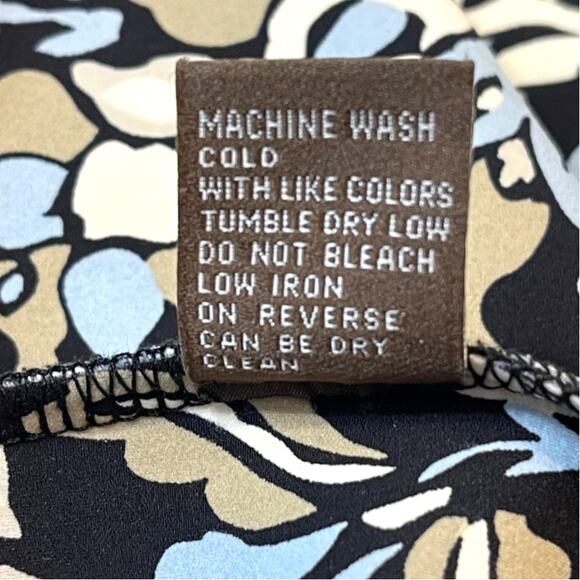 MACHINE WASH
COLD
WITH LIKE COLORS
TUMBLE DRY LOW
DO NOT BLEACH
LOW IRON
ON REVERSE
CAN BE DRY
CLEAN